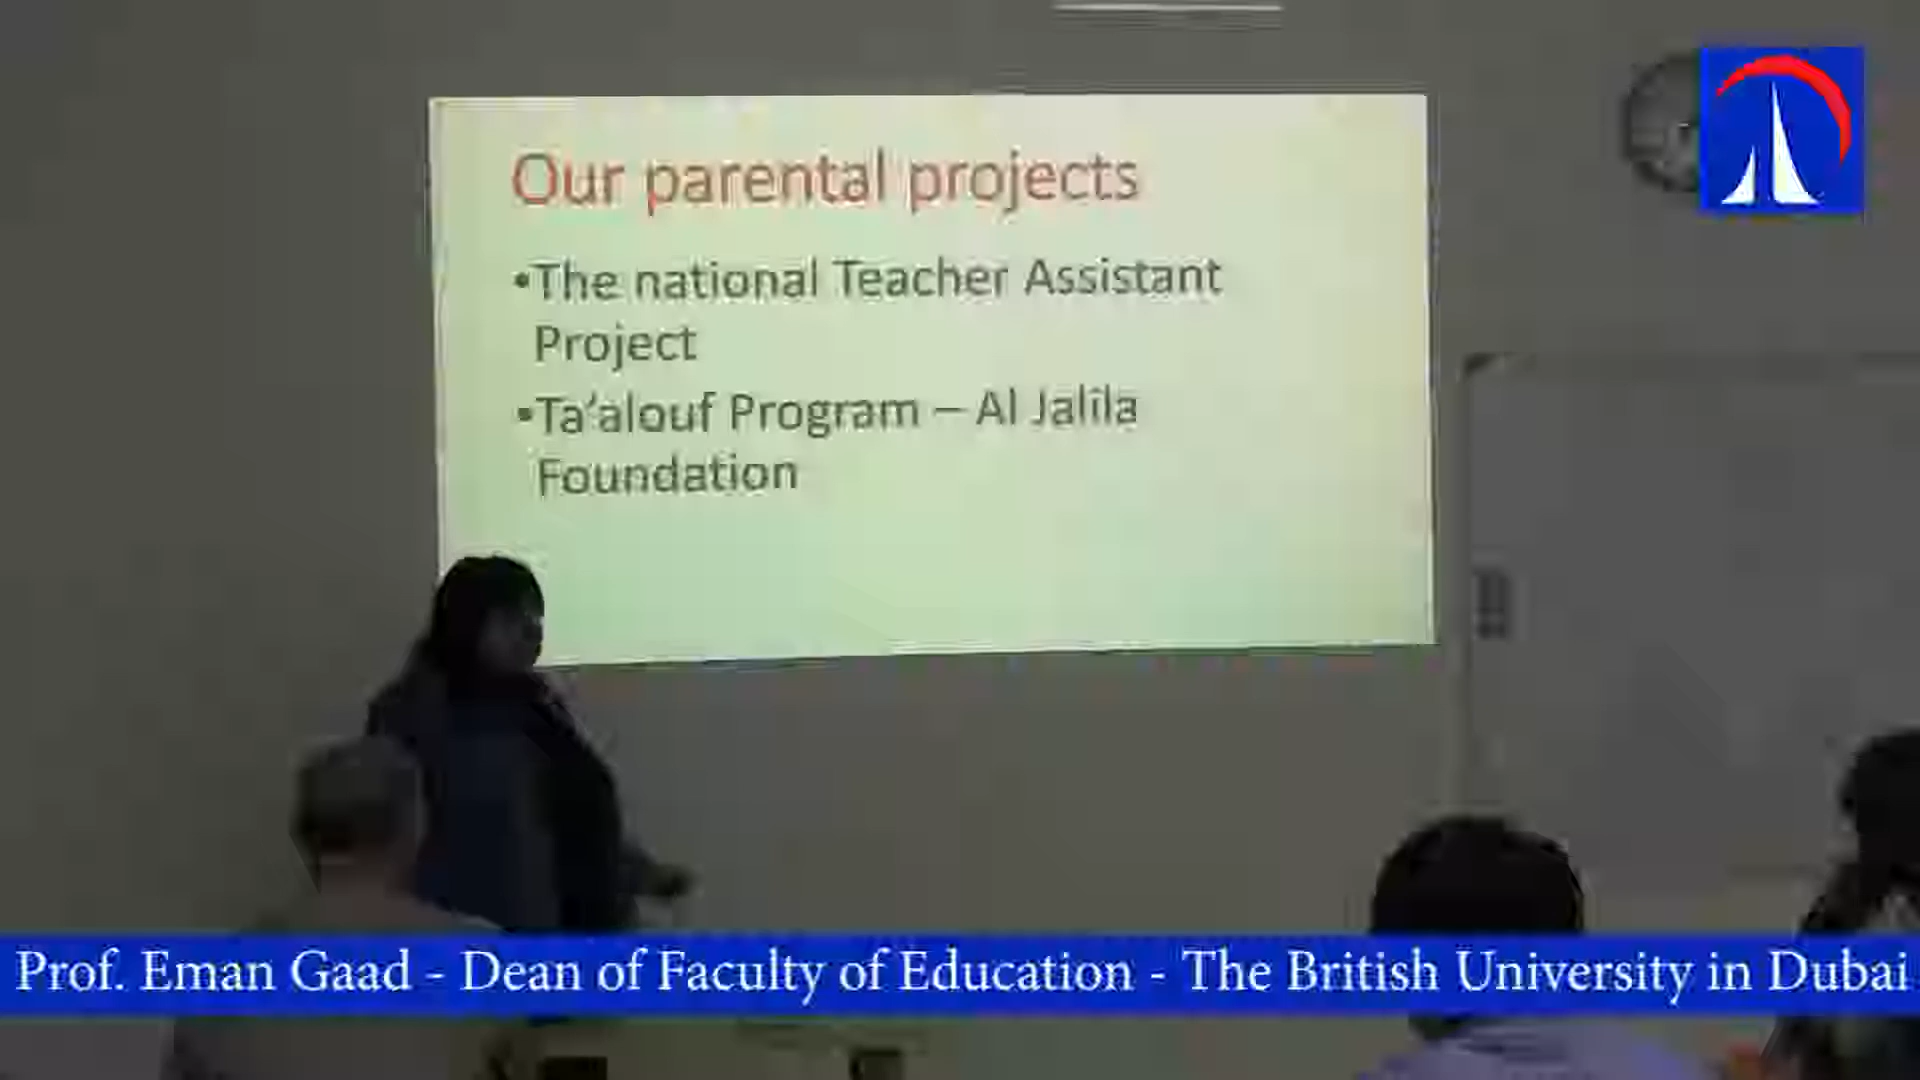 Our parental projects
•The national Teacher Assistant
Project
•Ta'alouf Program – Al Jalila
Foundation
Prof. Eman Gaad - Dean of Faculty of Education - The British University in Dubai